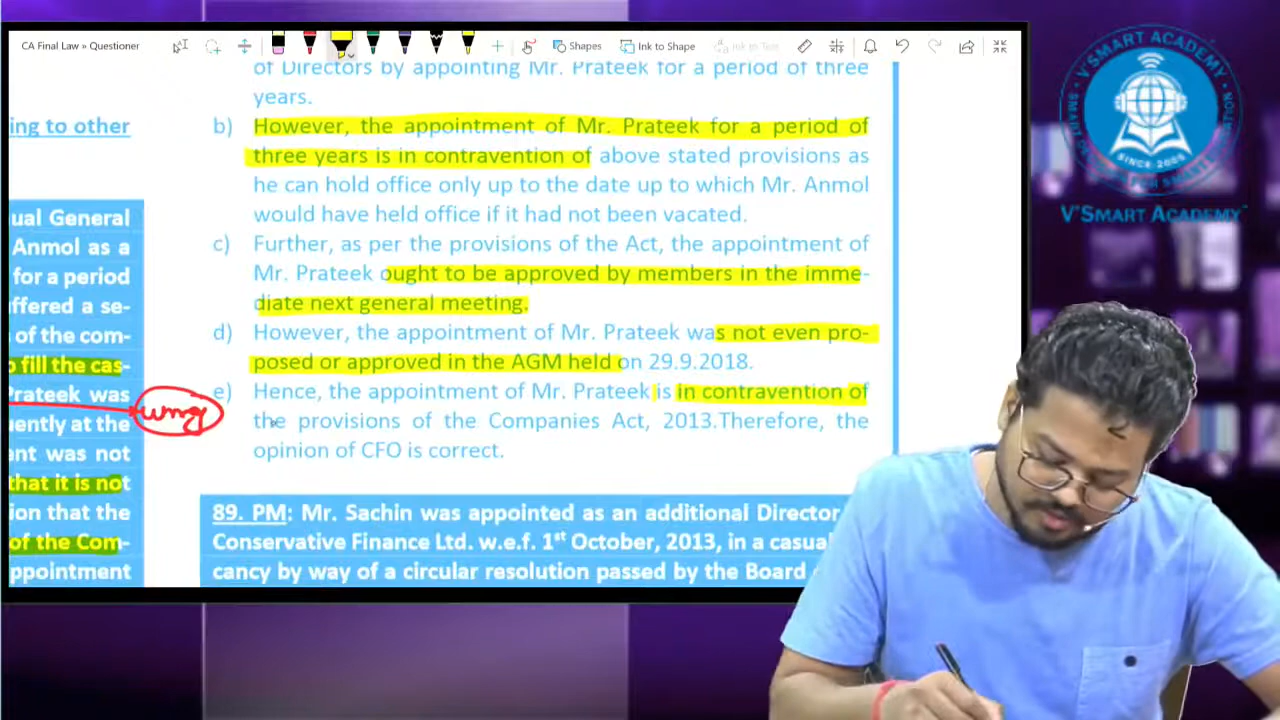 CA Final Law » Questioner
Shapes
Ink to Shape
Ink to Text
of Directors by appointing Mr. Prateek for a period of three
years.
b) However, the appointment of Mr. Prateek for a period of
three years is in contravention of above stated provisions as
he can hold office only up to the date up to which Mr. Anmol
would have held office if it had not been vacated.
c) Further, as per the provisions of the Act, the appointment of
Mr. Prateek ought to be approved by members in the imme-
diate next general meeting.
d) However, the appointment of Mr. Prateek was not even pro-
posed or approved in the AGM held on 29.9.2018.
e) Hence, the appointment of Mr. Prateek is in contravention of
the provisions of the Companies Act, 2013.Therefore, the
opinion of CFO is correct.
89. PM: Mr. Sachin was appointed as an additional Director
Conservative Finance Ltd. w.e.f. 1st October, 2013, in a casual
cancy by way of a circular resolution passed by the Board
ing to other
ual General
Anmol as a
for a period
uffered a se-
of the com-
o fill the cas-
Prateek was
uently at the
ent was not
that it is not
ion that the
of the Com-
ppointment
V'SMART ACADEMY
SINCE-2006
V'SMART ACADEMY